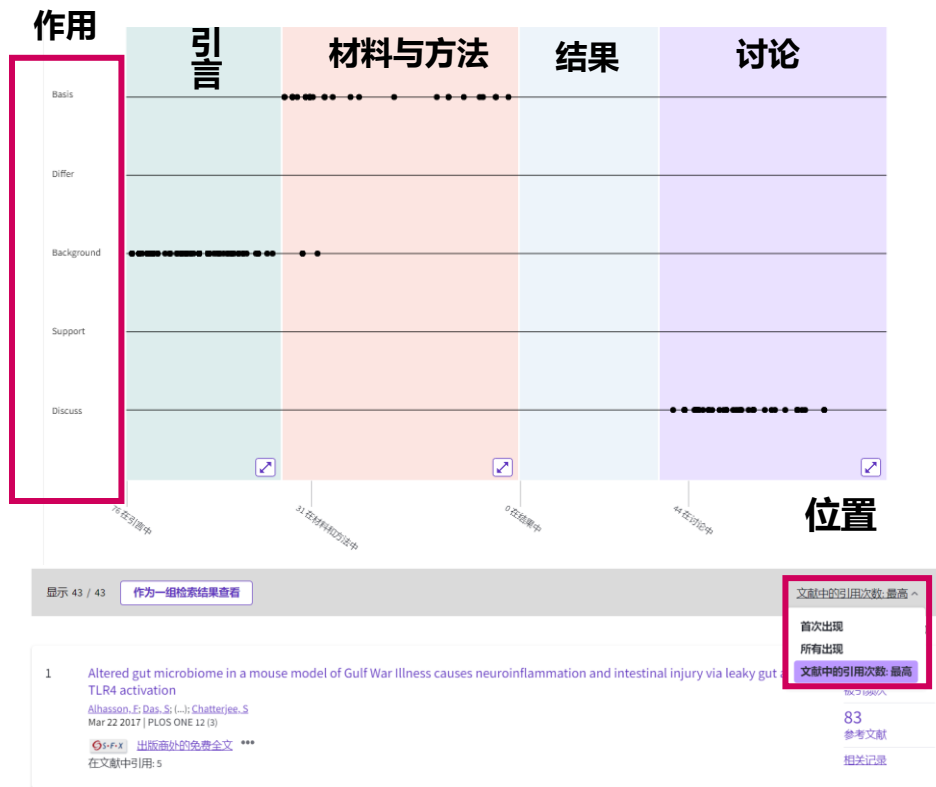 作用
引言
材料与方法
结果
讨论
Basis
Differ
Background
Support
Discuss
76 在引言中
31 在材料和方法中
0 在结果中
44 在讨论中
位置
显示 43 / 43
作为一组检索结果查看
文献中的引用次数: 最高
首次出现
所有出现
文献中的引用次数: 最高
1
Altered gut microbiome in a mouse model of Gulf War Illness causes neuroinflammation and intestinal injury via leaky gut
TLR4 activation
Alhasson, F; Das, S; (...); Chatterjee, S
Mar 22 2017 | PLOS ONE 12 (3)
S·F·X 出版商处的免费全文 •••
在文献中引用: 5
83
参考文献
相关记录